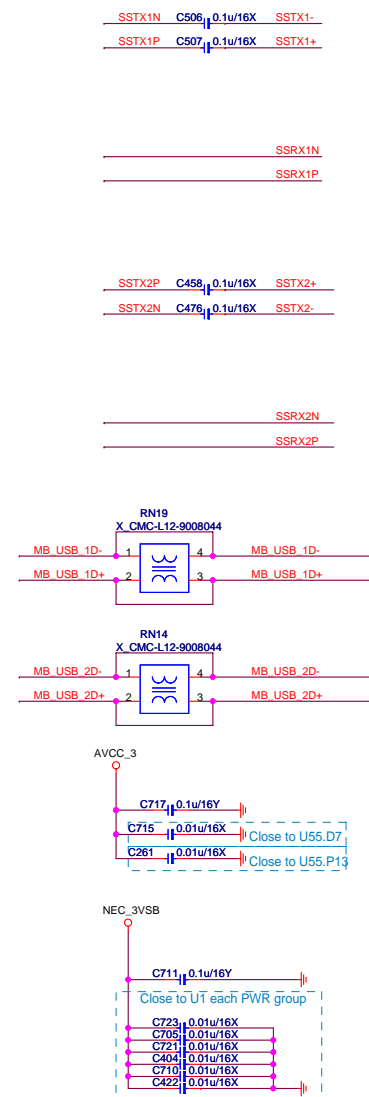 SSTX1N C506 0.1u/16X SSTX1-
SSTX1P C507 0.1u/16X SSTX1+
SSRX1N
SSRX1P
SSTX2P C458 0.1u/16X SSTX2+
SSTX2N C476 0.1u/16X SSTX2-
SSRX2N
SSRX2P
RN19
X_CMC-L12-9008044
MB_USB_1D- 1 4 MB_USB_1D-
MB_USB_1D+ 2 3 MB_USB_1D+
RN14
X_CMC-L12-9008044
MB_USB_2D- 1 4 MB_USB_2D-
MB_USB_2D+ 2 3 MB_USB_2D+
AVCC_3
C717 0.1u/16Y
C715 0.01u/16X Close to U55.D7
C261 0.01u/16X Close to U55.P13
NEC_3VSB
C711 0.1u/16Y
Close to U1 each PWR group
C723 0.01u/16X
C705 0.01u/16X
C721 0.01u/16X
C404 0.01u/16X
C710 0.01u/16X
C422 0.01u/16X